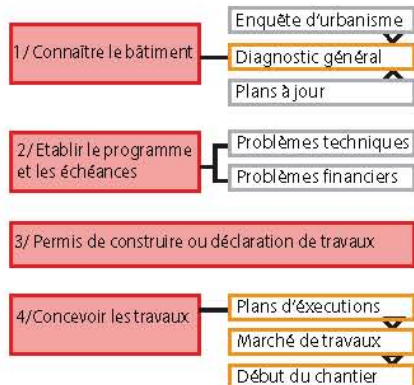 Enquête d'urbanisme
1/ Connaître le bâtiment
Diagnostic général
Plans à jour
2/ Etablir le programme
et les échéances
Problèmes techniques
Problèmes financiers
3/ Permis de construire ou déclaration de travaux
4/Concevoir les travaux
Plans d'éxecutions
Marché de travaux
Début du chantier